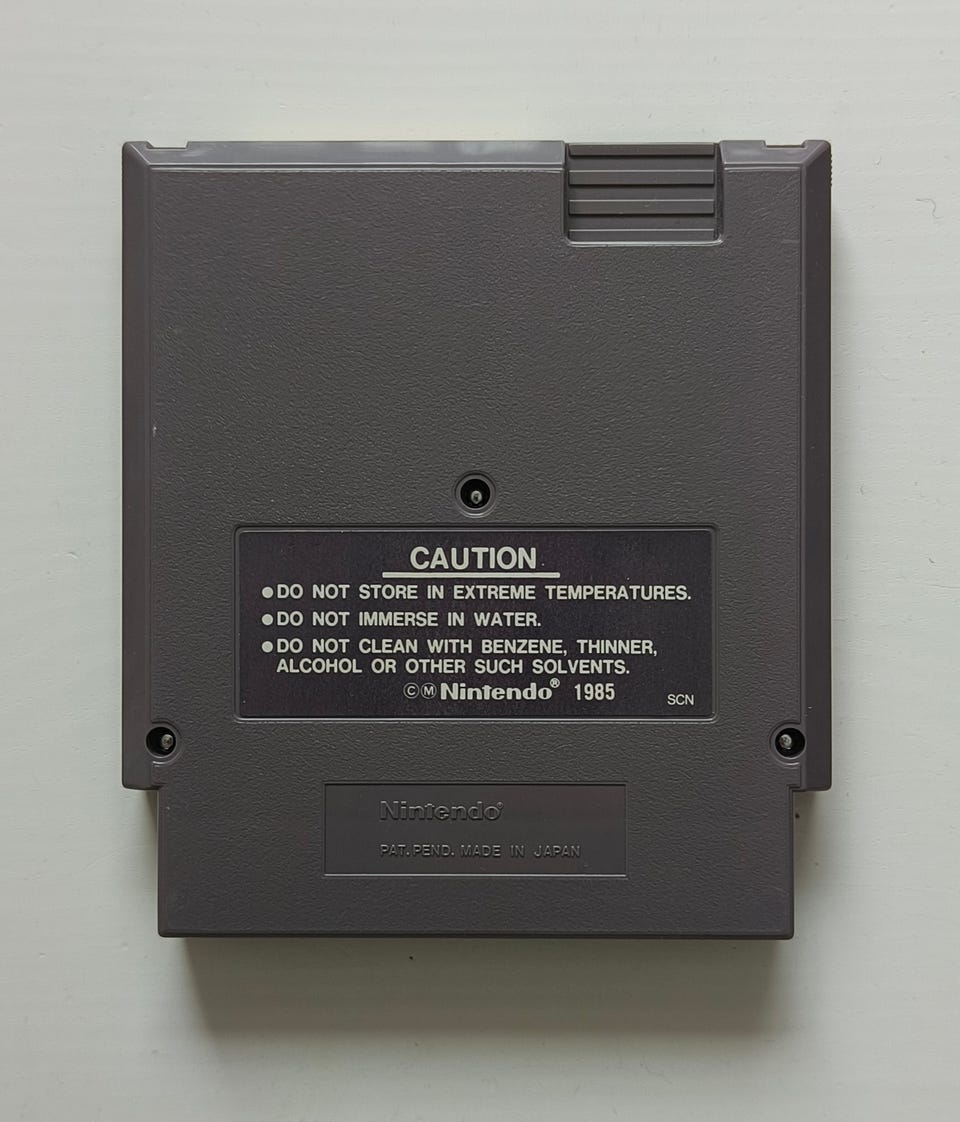 CAUTION
●DO NOT STORE IN EXTREME TEMPERATURES.
●DO NOT IMMERSE IN WATER.
●DO NOT CLEAN WITH BENZENE, THINNER,
ALCOHOL OR OTHER SUCH SOLVENTS.
©Ⓜ Nintendo® 1985
SCN
Nintendo®
PAT. PEND. MADE IN JAPAN